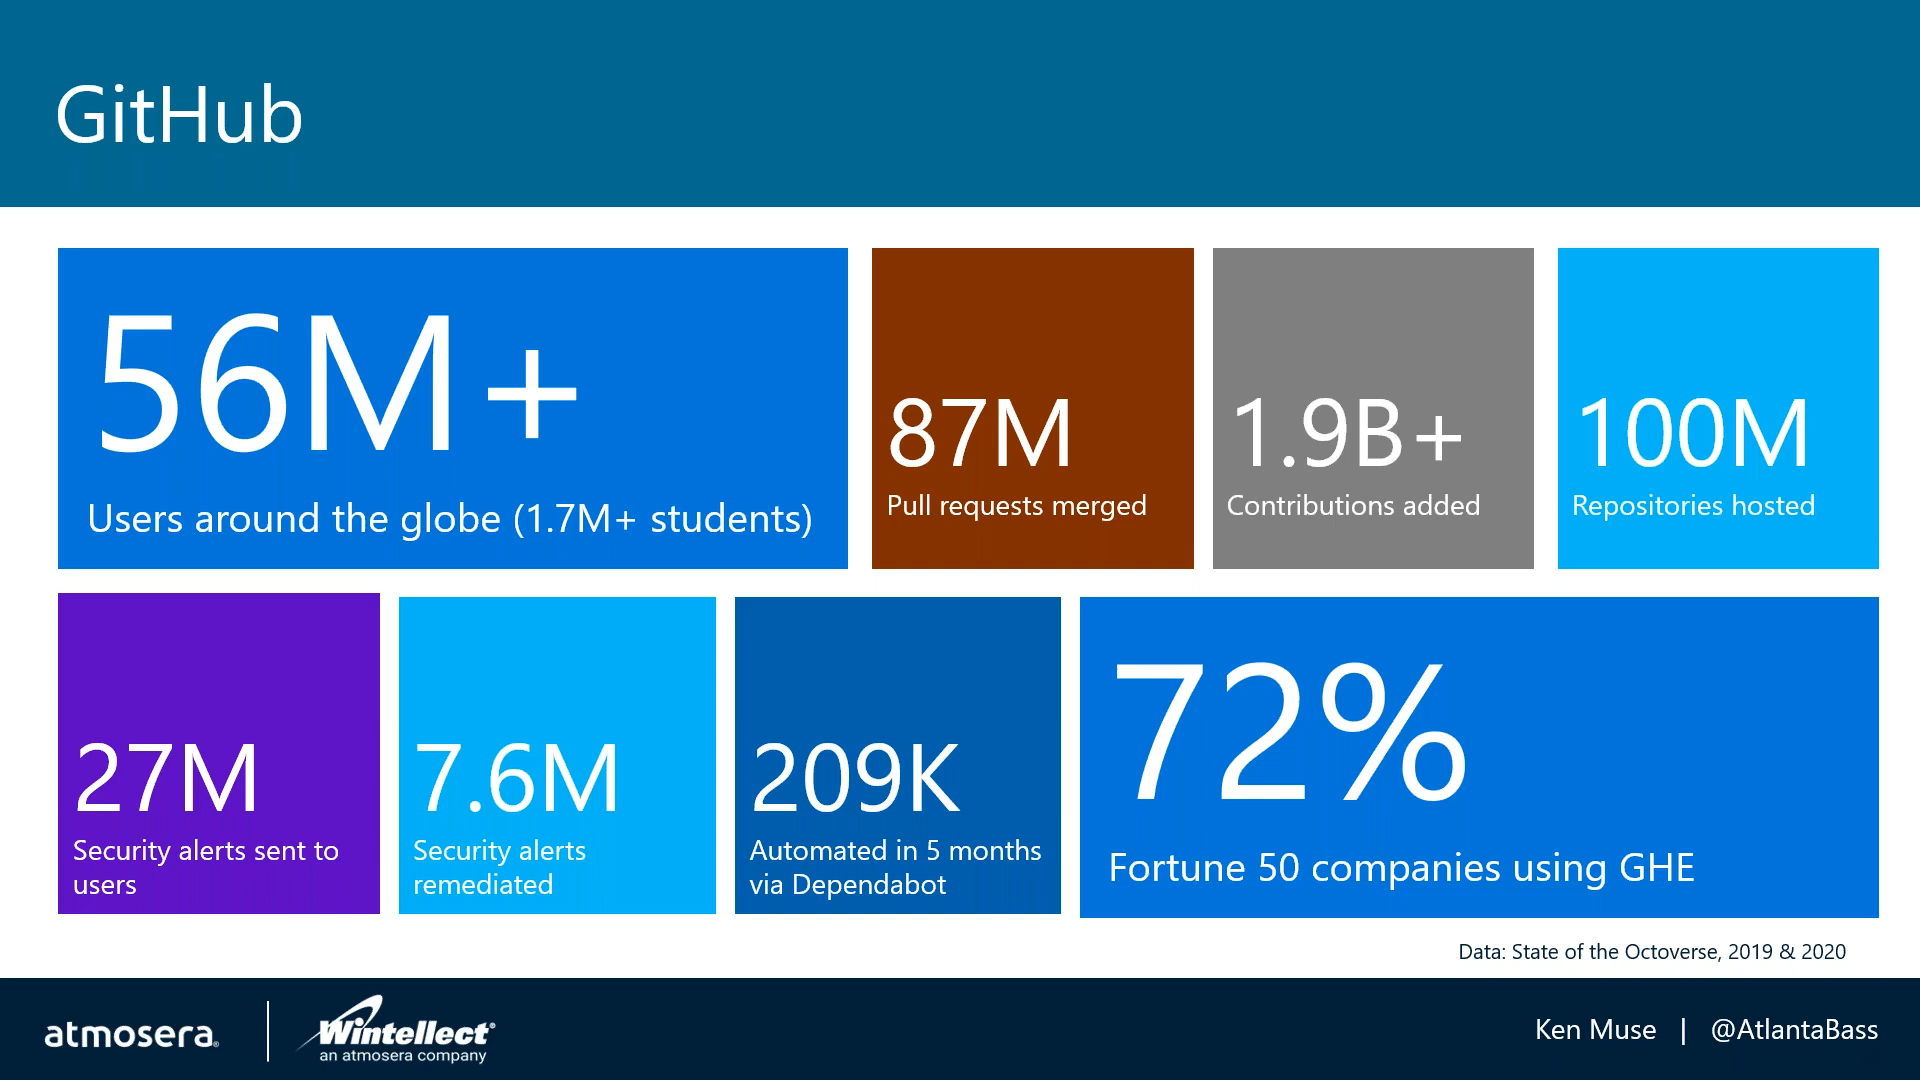 GitHub
56M+
Users around the globe (1.7M+ students)
87M
Pull requests merged
1.9B+
Contributions added
100M
Repositories hosted
27M
Security alerts sent to
users
7.6M
Security alerts
remediated
209K
Automated in 5 months
via Dependabot
72%
Fortune 50 companies using GHE
Data: State of the Octoverse, 2019 & 2020
atmosera®
Wintellect®
an atmosera company
Ken Muse | @AtlantaBass